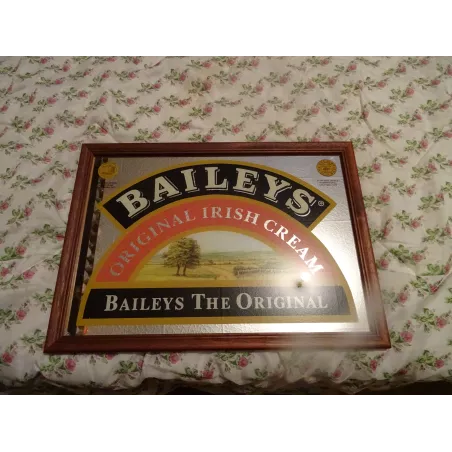 BAILEYS®
ORIGINAL IRISH CREAM
BAILEYS THE ORIGINAL